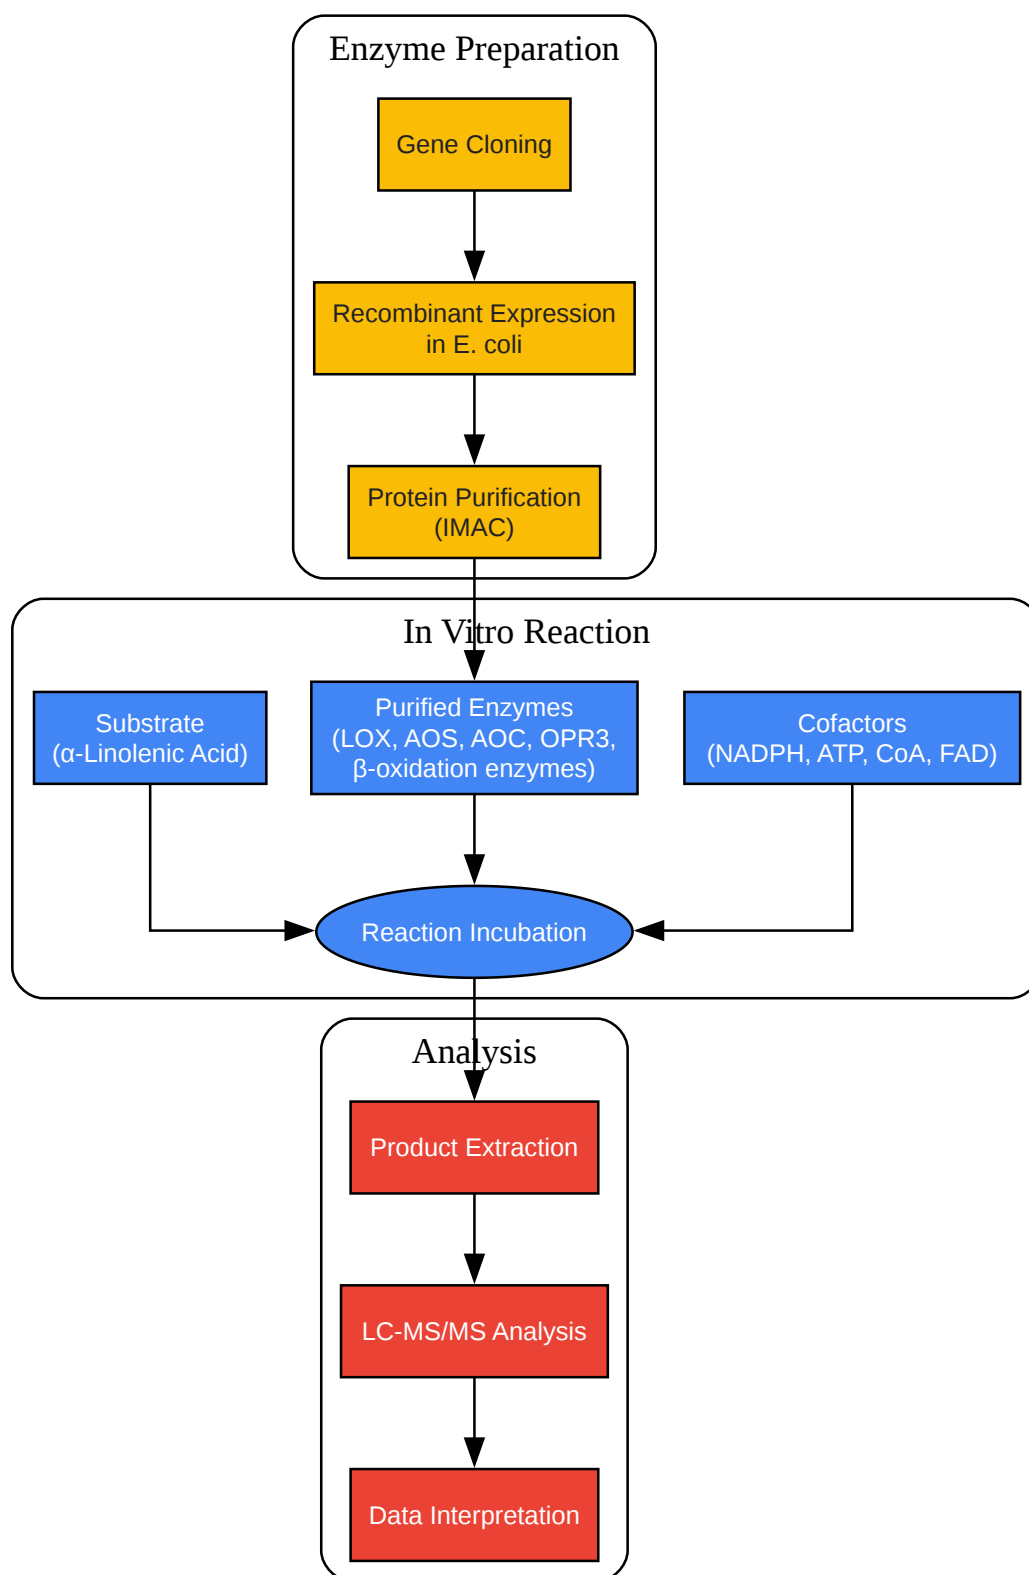 Enzyme Preparation
Gene Cloning
Recombinant Expression
in E. coli
Protein Purification
(IMAC)
In Vitro Reaction
Substrate
(α-Linolenic Acid)
Purified Enzymes
(LOX, AOS, AOC, OPR3,
β-oxidation enzymes)
Cofactors
(NADPH, ATP, CoA, FAD)
Reaction Incubation
Analysis
Product Extraction
LC-MS/MS Analysis
Data Interpretation